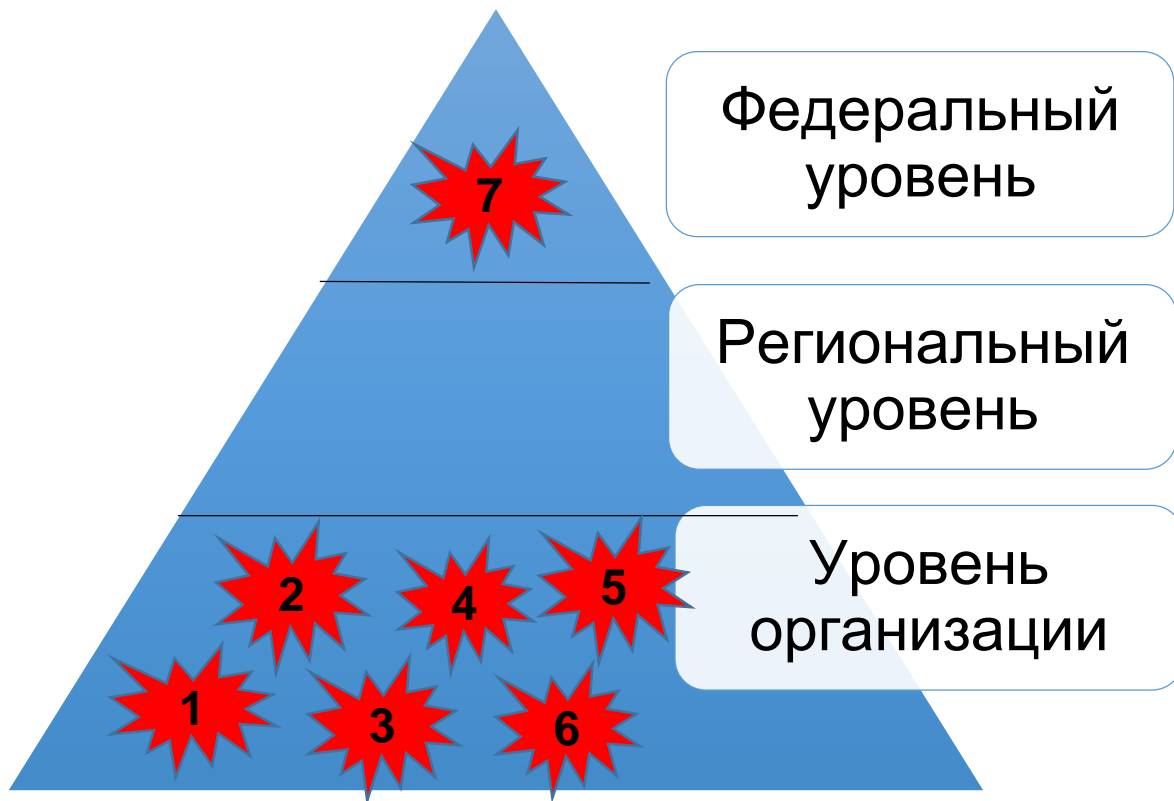 Федеральный
уровень
7
Региональный
уровень
Уровень
организации
2
4
5
1
3
6